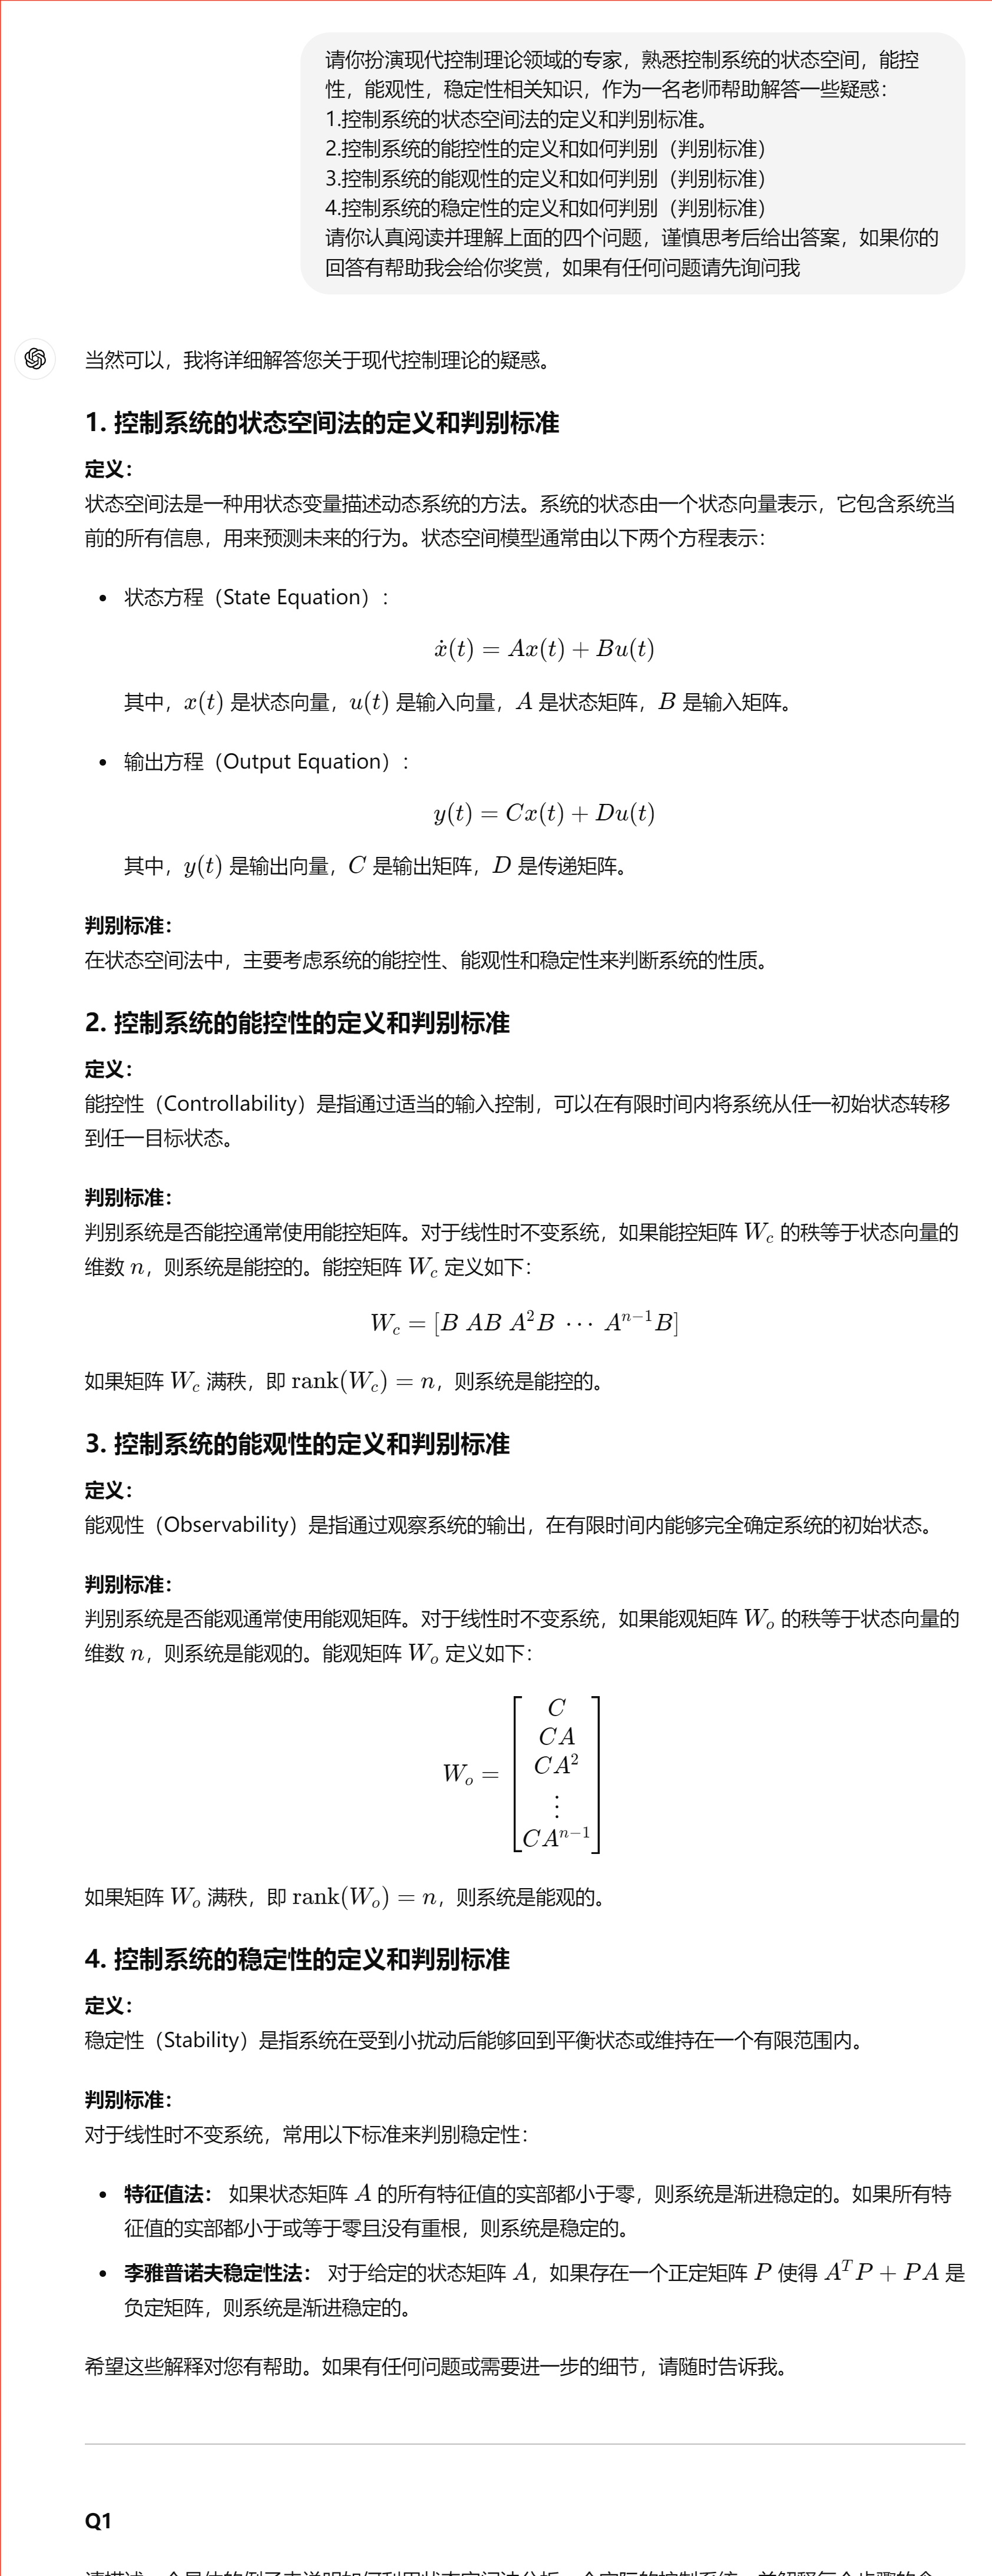 请你扮演现代控制理论领域的专家，熟悉控制系统的状态空间，能控
性，能观性，稳定性相关知识，作为一名老师帮助解答一些疑惑：
1.控制系统的状态空间法的定义和判别标准。
2.控制系统的能控性的定义和如何判别（判别标准）
3.控制系统的能观性的定义和如何判别（判别标准）
4.控制系统的稳定性的定义和如何判别（判别标准）
请你认真阅读并理解上面的四个问题，谨慎思考后给出答案，如果你的
回答有帮助我会给你奖赏，如果有任何问题请先询问我
当然可以，我将详细解答您关于现代控制理论的疑惑。
1. 控制系统的状态空间法的定义和判别标准
定义：
状态空间法是一种用状态变量描述动态系统的方法。系统的状态由一个状态向量表示，它包含系统当
前的所有信息，用来预测未来的行为。状态空间模型通常由以下两个方程表示：
• 状态方程（State Equation）：
ẋ(t) = Ax(t) + Bu(t)
其中，x(t) 是状态向量，u(t) 是输入向量，A 是状态矩阵，B 是输入矩阵。
• 输出方程（Output Equation）：
y(t) = Cx(t) + Du(t)
其中，y(t) 是输出向量，C 是输出矩阵，D 是传递矩阵。
判别标准：
在状态空间法中，主要考虑系统的能控性、能观性和稳定性来判断系统的性质。
2. 控制系统的能控性的定义和判别标准
定义：
能控性（Controllability）是指通过适当的输入控制，可以在有限时间内将系统从任一初始状态转移
到任一目标状态。
判别标准：
判别系统是否能控通常使用能控矩阵。对于线性时不变系统，如果能控矩阵 W_c 的秩等于状态向量的
维数 n，则系统是能控的。能控矩阵 W_c 定义如下：
W_c = [B AB A²B ⋯ Aⁿ⁻¹B]
如果矩阵 W_c 满秩，即 rank(W_c) = n，则系统是能控的。
3. 控制系统的能观性的定义和判别标准
定义：
能观性（Observability）是指通过观察系统的输出，在有限时间内能够完全确定系统的初始状态。
判别标准：
判别系统是否能观通常使用能观矩阵。对于线性时不变系统，如果能观矩阵 W_o 的秩等于状态向量的
维数 n，则系统是能观的。能观矩阵 W_o 定义如下：
C
CA
CA²
W_o = ⋮
CAⁿ⁻¹
如果矩阵 W_o 满秩，即 rank(W_o) = n，则系统是能观的。
4. 控制系统的稳定性的定义和判别标准
定义：
稳定性（Stability）是指系统在受到小扰动后能够回到平衡状态或维持在一个有限范围内。
判别标准：
对于线性时不变系统，常用以下标准来判别稳定性：
• 特征值法： 如果状态矩阵 A 的所有特征值的实部都小于零，则系统是渐进稳定的。如果所有特
征值的实部都小于或等于零且没有重根，则系统是稳定的。
• 李雅普诺夫稳定性法： 对于给定的状态矩阵 A，如果存在一个正定矩阵 P 使得 AᵀP + PA 是
负定矩阵，则系统是渐进稳定的。
希望这些解释对您有帮助。如果有任何问题或需要进一步的细节，请随时告诉我。
Q1